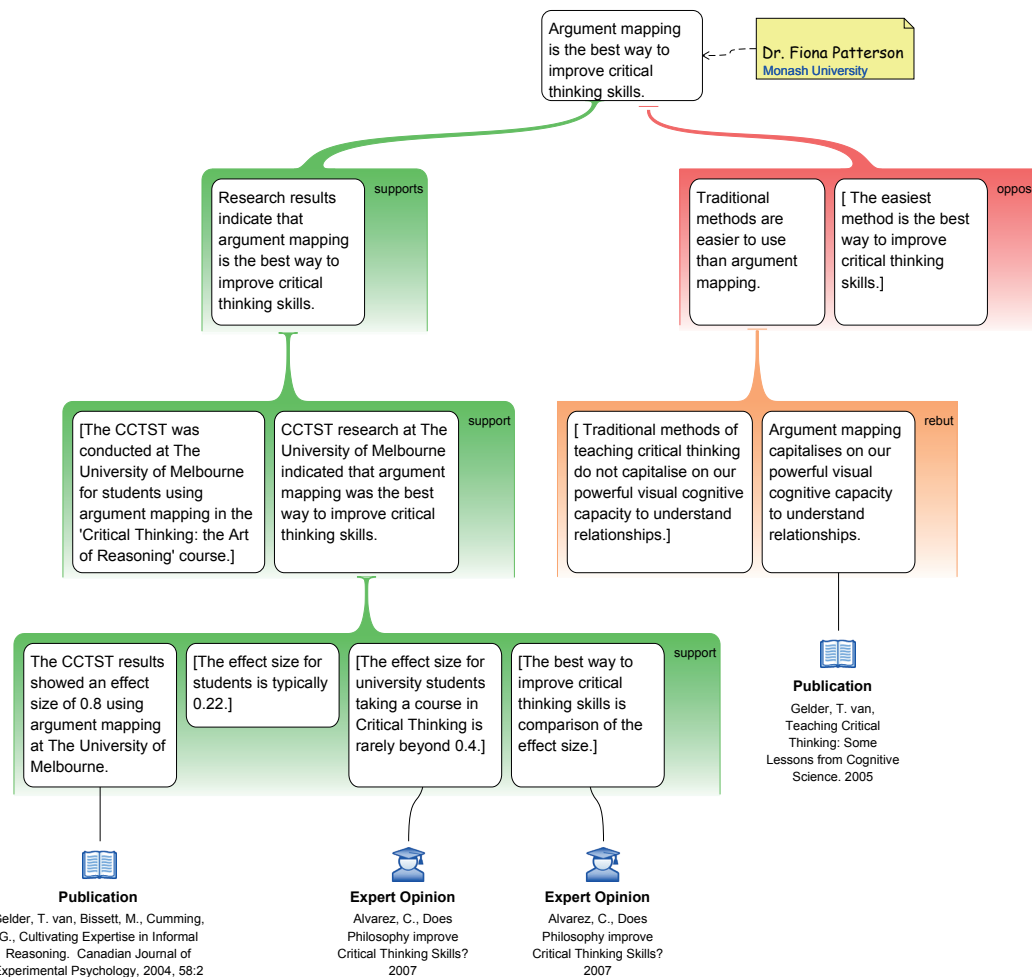 Argument mapping
is the best way to
improve critical
thinking skills.
Dr. Fiona Patterson
Monash University
supports
Research results
indicate that
argument mapping
is the best way to
improve critical
thinking skills.
oppos
Traditional
methods are
easier to use
than argument
mapping.
[ The easiest
method is the best
way to improve
critical thinking
skills.]
support
[The CCTST was
conducted at The
University of Melbourne
for students using
argument mapping in the
'Critical Thinking: the Art
of Reasoning' course.]
CCTST research at The
University of Melbourne
indicated that argument
mapping was the best
way to improve critical
thinking skills.
rebut
[ Traditional methods of
teaching critical thinking
do not capitalise on our
powerful visual cognitive
capacity to understand
relationships.]
Argument mapping
capitalises on our
powerful visual
cognitive capacity
to understand
relationships.
support
The CCTST results
showed an effect
size of 0.8 using
argument mapping
at The University of
Melbourne.
[The effect size for
students is typically
0.22.]
[The effect size for
university students
taking a course in
Critical Thinking is
rarely beyond 0.4.]
[The best way to
improve critical
thinking skills is
comparison of the
effect size.]
Publication
Gelder, T. van,
Teaching Critical
Thinking: Some
Lessons from Cognitive
Science. 2005
Publication
Gelder, T. van, Bissett, M., Cumming,
G., Cultivating Expertise in Informal
Reasoning. Canadian Journal of
Experimental Psychology, 2004, 58:2
Expert Opinion
Alvarez, C., Does
Philosophy improve
Critical Thinking Skills?
2007
Expert Opinion
Alvarez, C., Does
Philosophy improve
Critical Thinking Skills?
2007